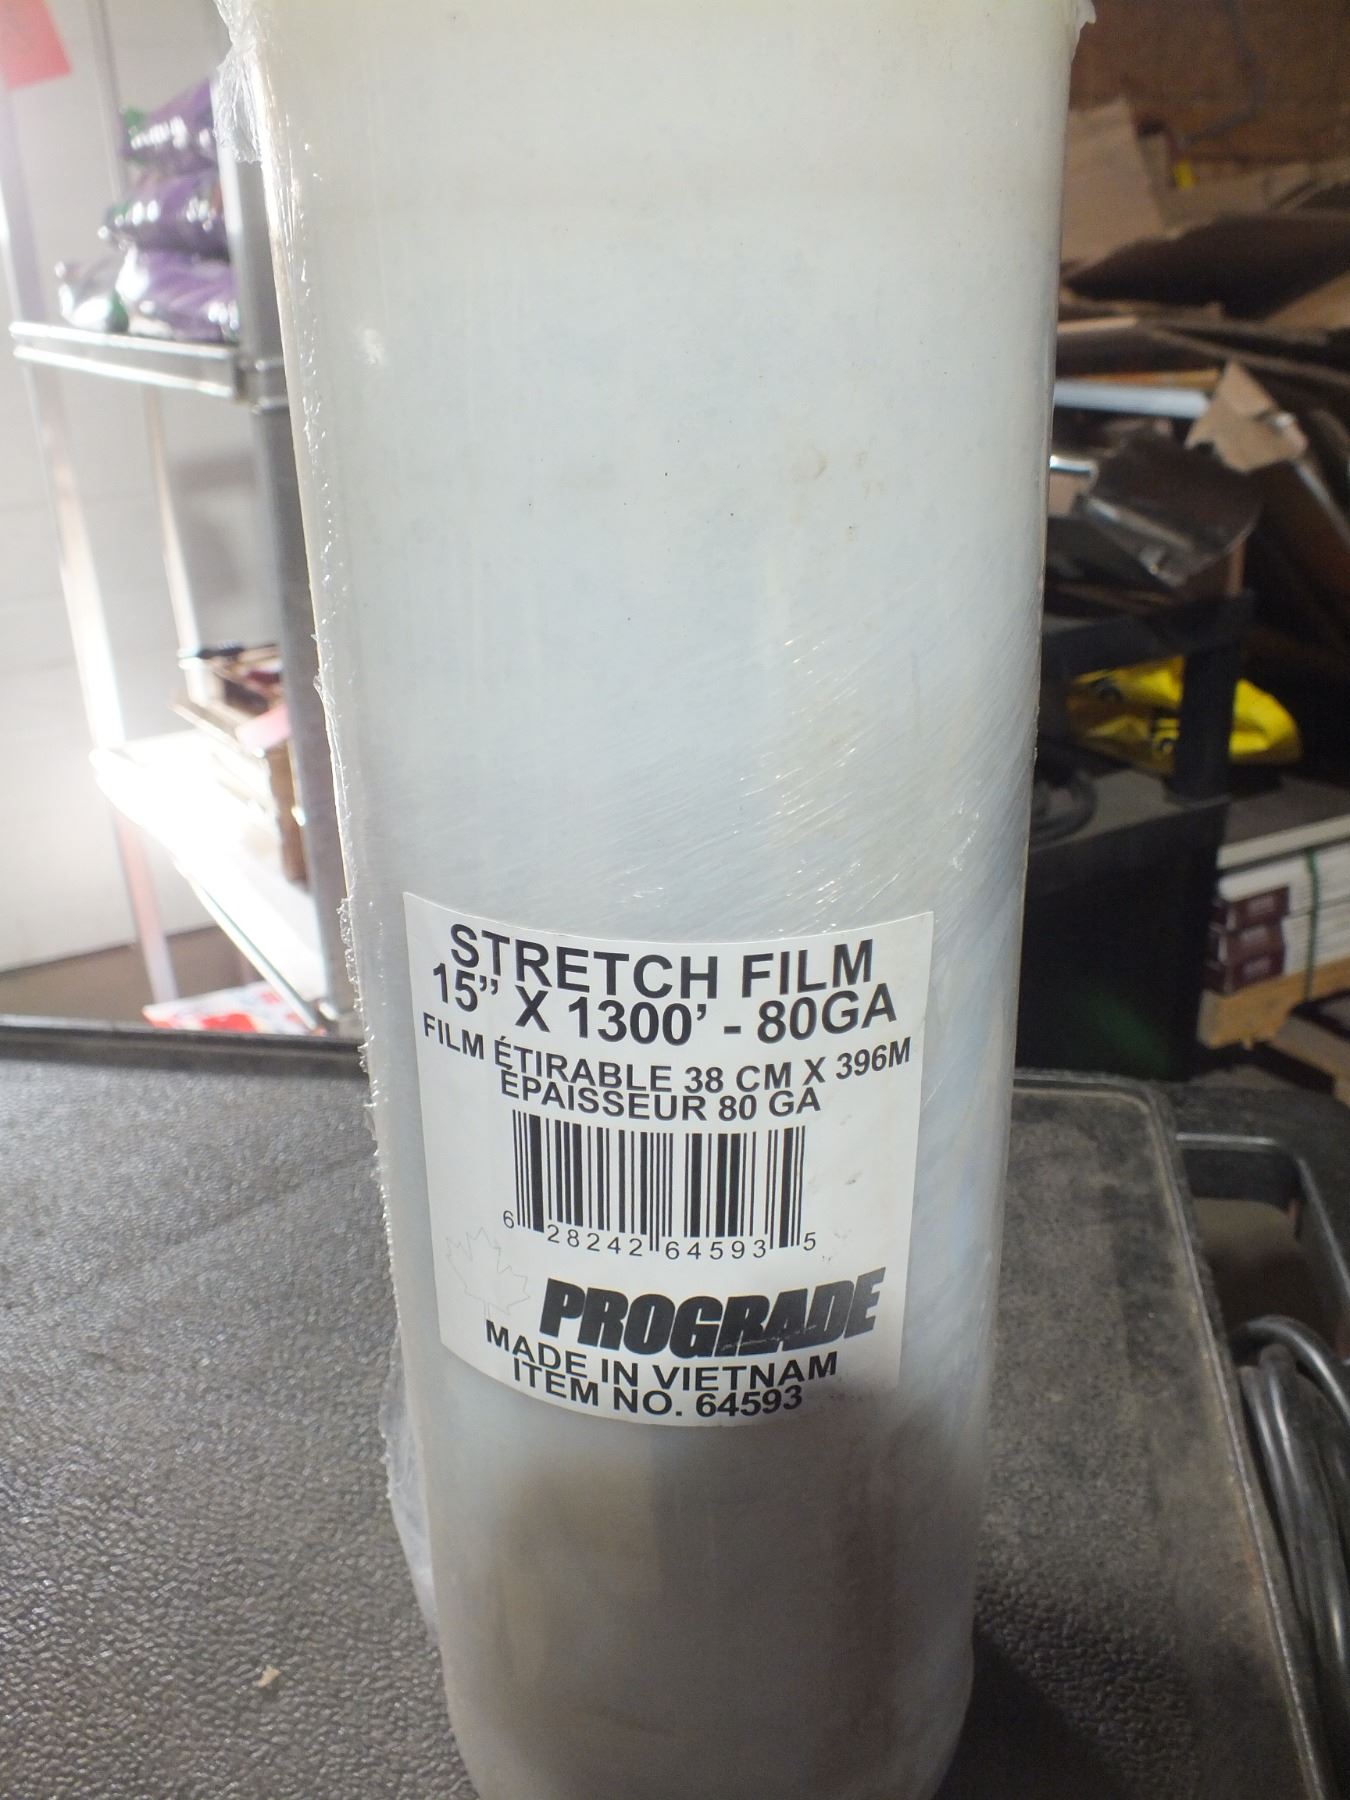 STRETCH FILM
15” X 1300’ - 80GA
FILM ÉTIRABLE 38 CM X 396M
ÉPAISSEUR 80 GA
6 28242 64593 5
PROGRADE
MADE IN VIETNAM
ITEM NO. 64593